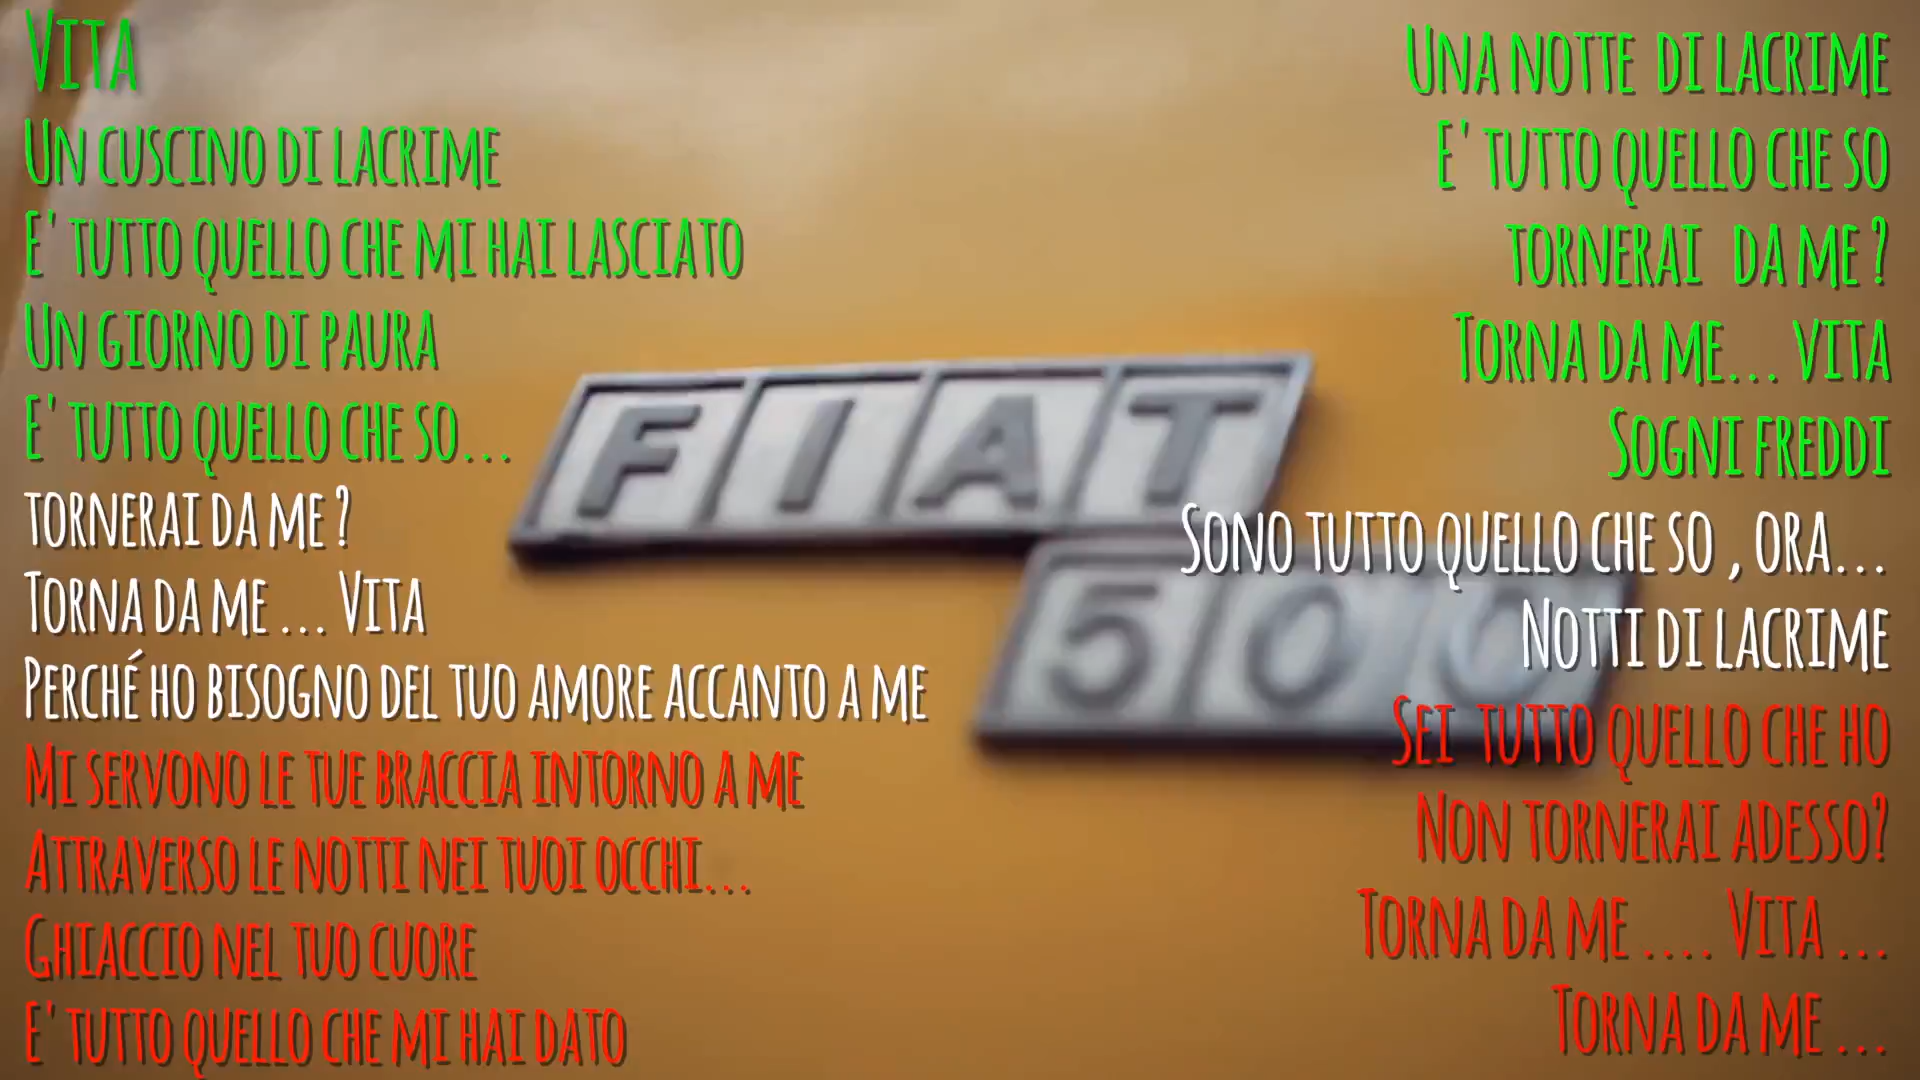 Vita
Un cuscino di lacrime
E' tutto quello che mi hai lasciato
Un giorno di paura
E' tutto quello che so...
tornerai da me ?
Torna da me ... Vita
Perché ho bisogno del tuo amore accanto a me
Mi servono le tue braccia intorno a me
Attraverso le notti nei tuoi occhi...
Ghiaccio nel tuo cuore
E' tutto quello che mi hai dato
Una notte di lacrime
E' tutto quello che so
tornerai da me ?
Torna da me... vita
Sogni freddi
Sono tutto quello che so , ora...
Notti di lacrime
Sei tutto quello che ho
Non tornerai adesso?
Torna da me .... Vita ...
Torna da me ...
FIAT
500